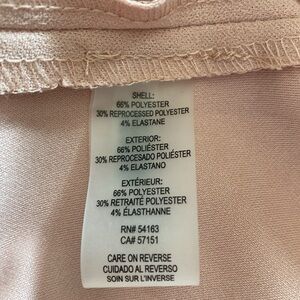 SHELL:
66% POLYESTER
30% REPROCESSED POLYESTER
4% ELASTANE
EXTERIOR:
66% POLIÉSTER
30% REPROCESADO POLIÉSTER
4% ELASTANO
EXTÉRIEUR:
66% POLYESTER
30% RETRAITÉ POLYESTER
4% ÉLASTHANNE
RN# 54163
CA# 57151
CARE ON REVERSE
CUIDADO AL REVERSO
SOIN SUR L'INVERSE